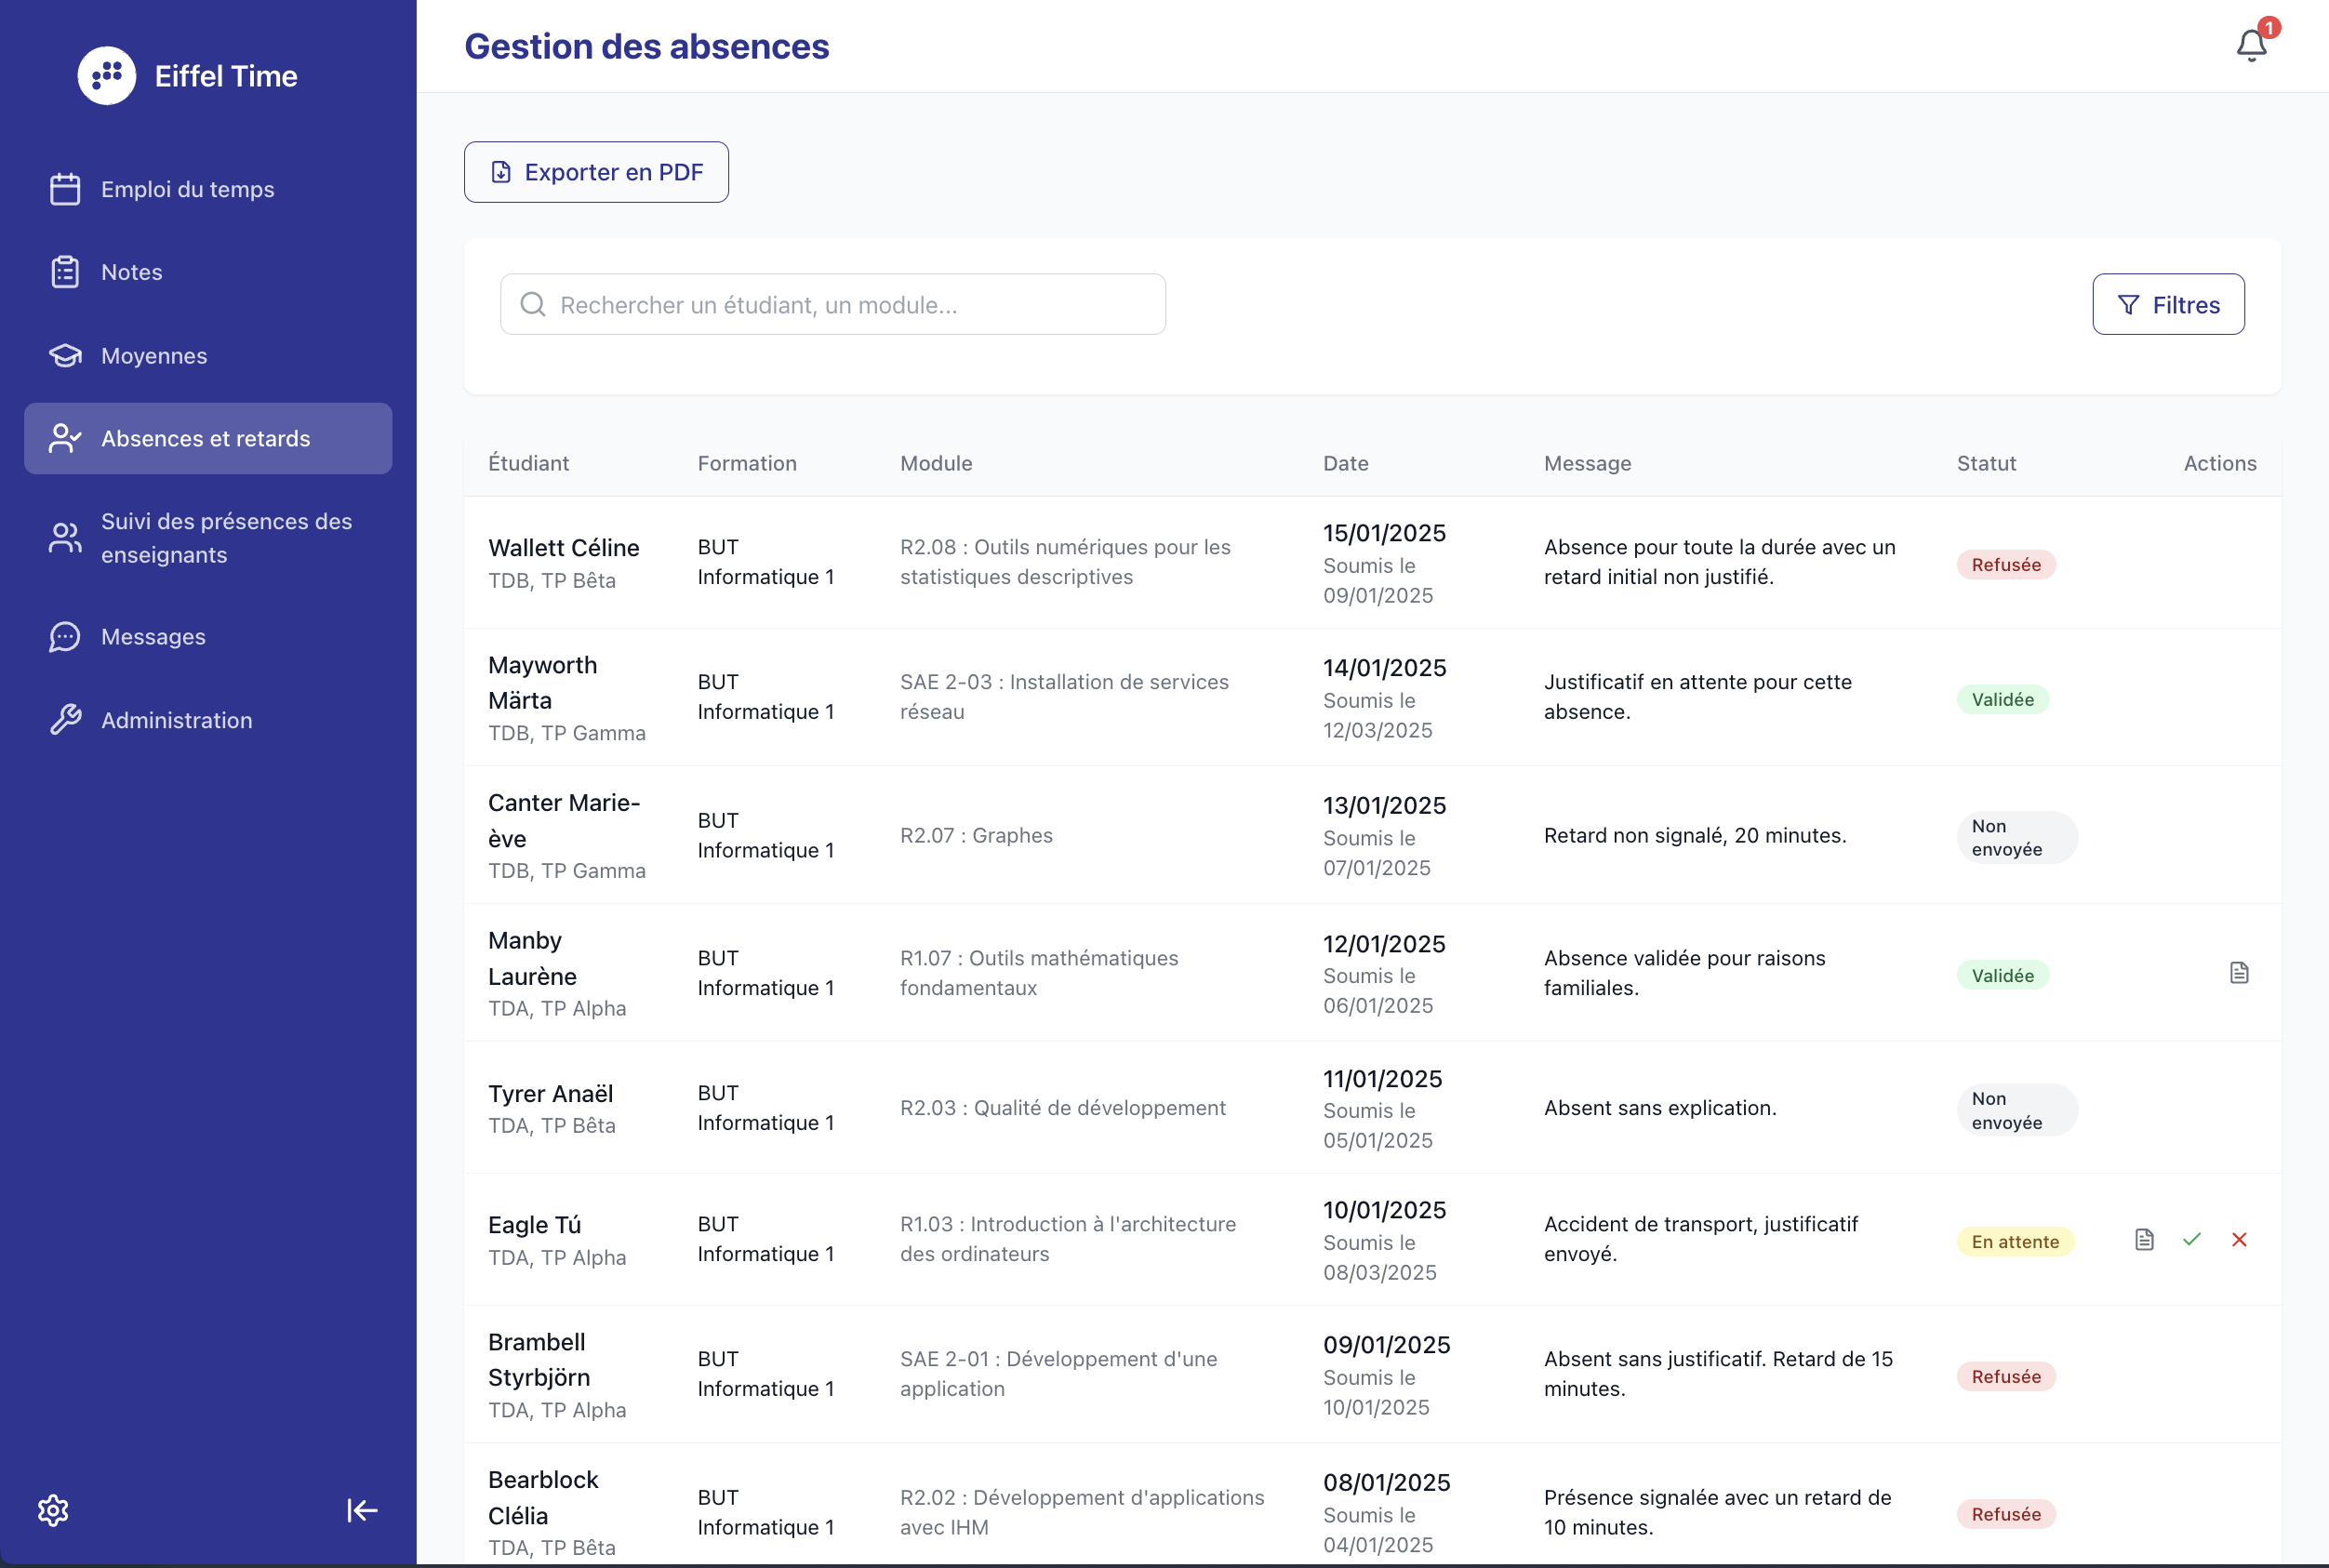 Eiffel Time
Emploi du temps
Notes
Moyennes
Absences et retards
Suivi des présences des
enseignants
Messages
Administration
Gestion des absences
1
Exporter en PDF
Rechercher un étudiant, un module...
Filtres
Étudiant Formation Module Date Message Statut Actions
Wallett Céline
TDB, TP Bêta
BUT
Informatique 1
R2.08 : Outils numériques pour les
statistiques descriptives
15/01/2025
Soumis le
09/01/2025
Absence pour toute la durée avec un
retard initial non justifié.
Refusée
Mayworth
Märta
TDB, TP Gamma
BUT
Informatique 1
SAE 2-03 : Installation de services
réseau
14/01/2025
Soumis le
12/03/2025
Justificatif en attente pour cette
absence.
Validée
Canter Marie-
ève
TDB, TP Gamma
BUT
Informatique 1
R2.07 : Graphes
13/01/2025
Soumis le
07/01/2025
Retard non signalé, 20 minutes.
Non
envoyée
Manby
Laurène
TDA, TP Alpha
BUT
Informatique 1
R1.07 : Outils mathématiques
fondamentaux
12/01/2025
Soumis le
06/01/2025
Absence validée pour raisons
familiales.
Validée
Tyrer Anaël
TDA, TP Bêta
BUT
Informatique 1
R2.03 : Qualité de développement
11/01/2025
Soumis le
05/01/2025
Absent sans explication.
Non
envoyée
Eagle Tú
TDA, TP Alpha
BUT
Informatique 1
R1.03 : Introduction à l'architecture
des ordinateurs
10/01/2025
Soumis le
08/03/2025
Accident de transport, justificatif
envoyé.
En attente
Brambell
Styrbjörn
TDA, TP Alpha
BUT
Informatique 1
SAE 2-01 : Développement d'une
application
09/01/2025
Soumis le
10/01/2025
Absent sans justificatif. Retard de 15
minutes.
Refusée
Bearblock
Clélia
TDA, TP Bêta
BUT
Informatique 1
R2.02 : Développement d'applications
avec IHM
08/01/2025
Soumis le
04/01/2025
Présence signalée avec un retard de
10 minutes.
Refusée